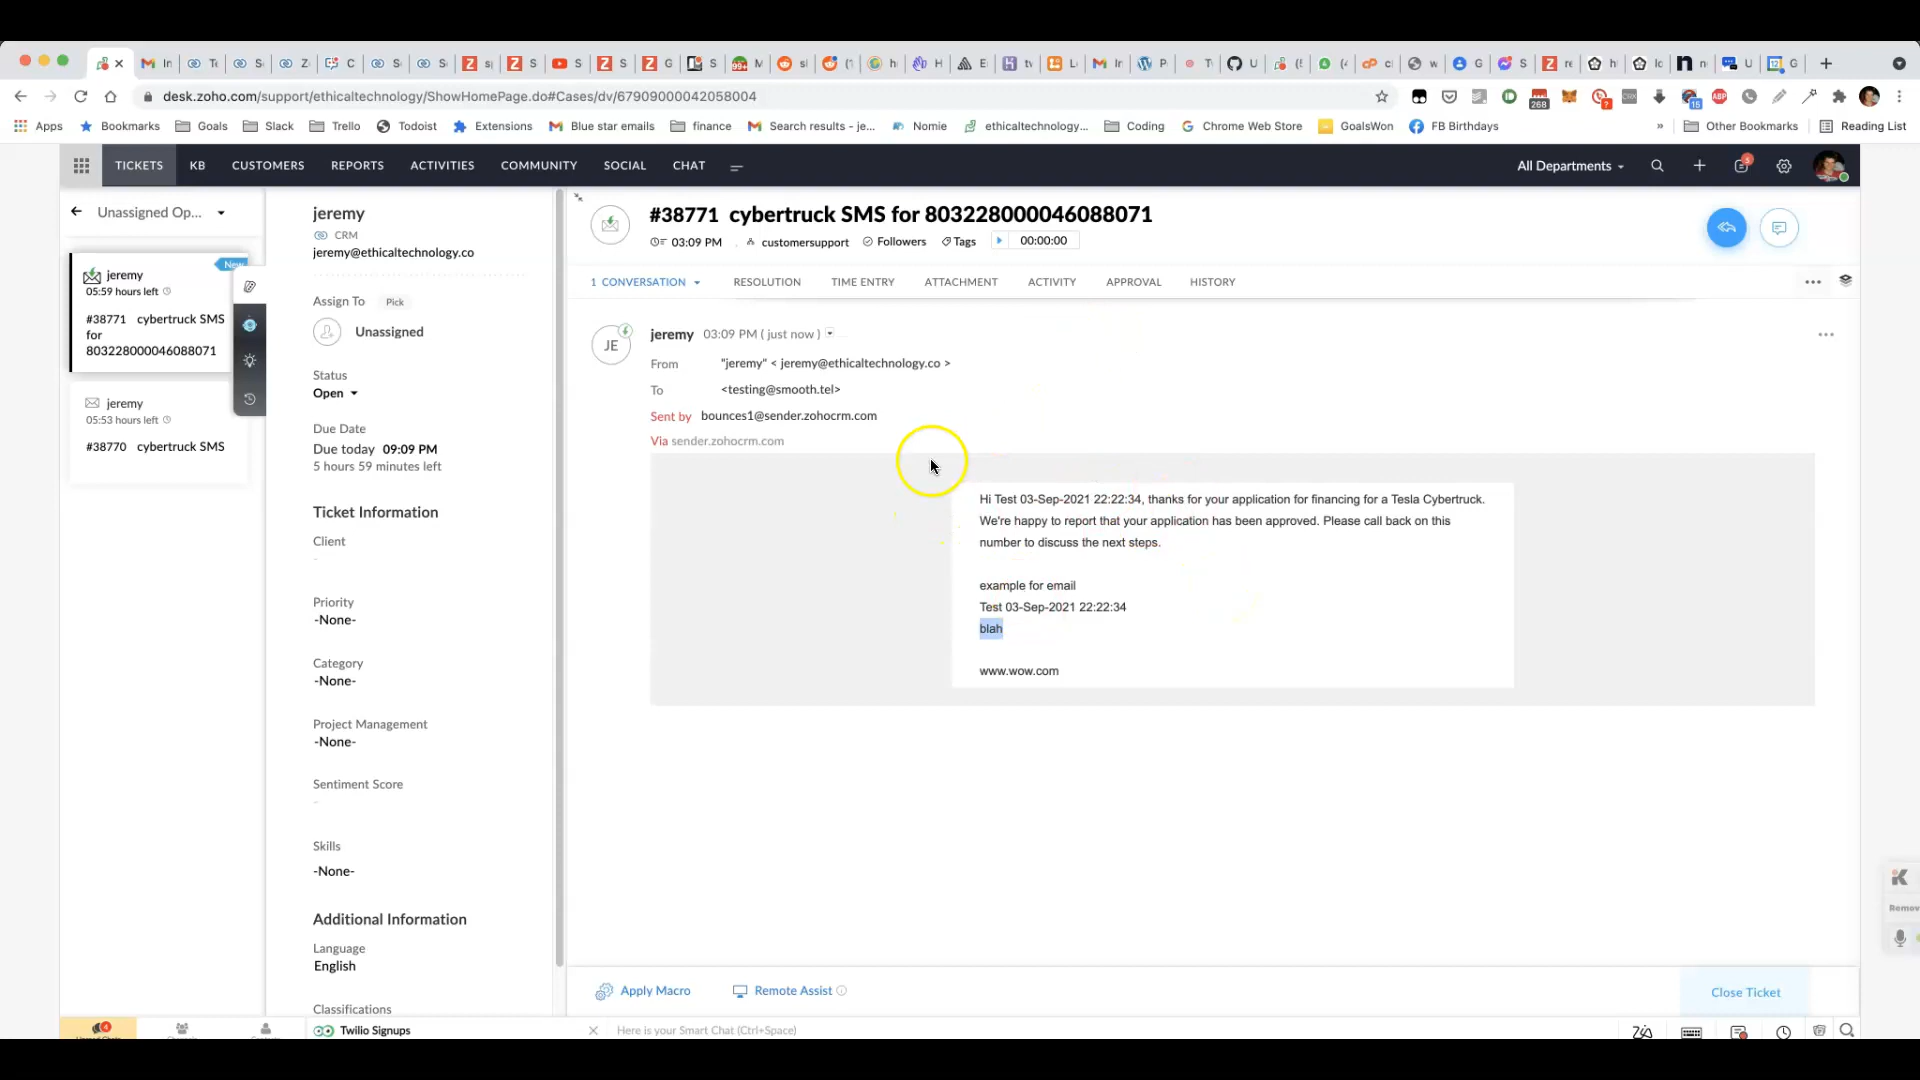 desk.zoho.com/support/ethicaltechnology/ShowHomePage.do#Cases/dv/67909000042058004
268
15
ABP
Apps
Bookmarks
Goals
Slack
Trello
Todoist
Extensions
Blue star emails
finance
Search results - je...
Nomie
ethicaltechnology...
Coding
Chrome Web Store
GoalsWon
FB Birthdays
»
Other Bookmarks
Reading List
TICKETS
KB
CUSTOMERS
REPORTS
ACTIVITIES
COMMUNITY
SOCIAL
CHAT
All Departments
Unassigned Op...
New
jeremy
05:59 hours left
#38771 cybertruck SMS
for
803228000046088071
jeremy
05:53 hours left
#38770 cybertruck SMS
jeremy
CRM
jeremy@ethicaltechnology.co
Assign To Pick
Unassigned
Status
Open
Due Date
Due today 09:09 PM
5 hours 59 minutes left
Ticket Information
Client
-
Priority
-None-
Category
-None-
Project Management
-None-
Sentiment Score
-
Skills
-None-
Additional Information
Language
English
Classifications
#38771 cybertruck SMS for 803228000046088071
03:09 PM . customersupport Followers Tags 00:00:00
1 CONVERSATION
RESOLUTION
TIME ENTRY
ATTACHMENT
ACTIVITY
APPROVAL
HISTORY
JE
jeremy 03:09 PM ( just now )
From "jeremy" < jeremy@ethicaltechnology.co >
To <testing@smooth.tel>
Sent by bounces1@sender.zohocrm.com
Via sender.zohocrm.com
Hi Test 03-Sep-2021 22:22:34, thanks for your application for financing for a Tesla Cybertruck.
We're happy to report that your application has been approved. Please call back on this
number to discuss the next steps.
example for email
Test 03-Sep-2021 22:22:34
blah
www.wow.com
Apply Macro
Remote Assist
Close Ticket
Twilio Signups
Here is your Smart Chat (Ctrl+Space)